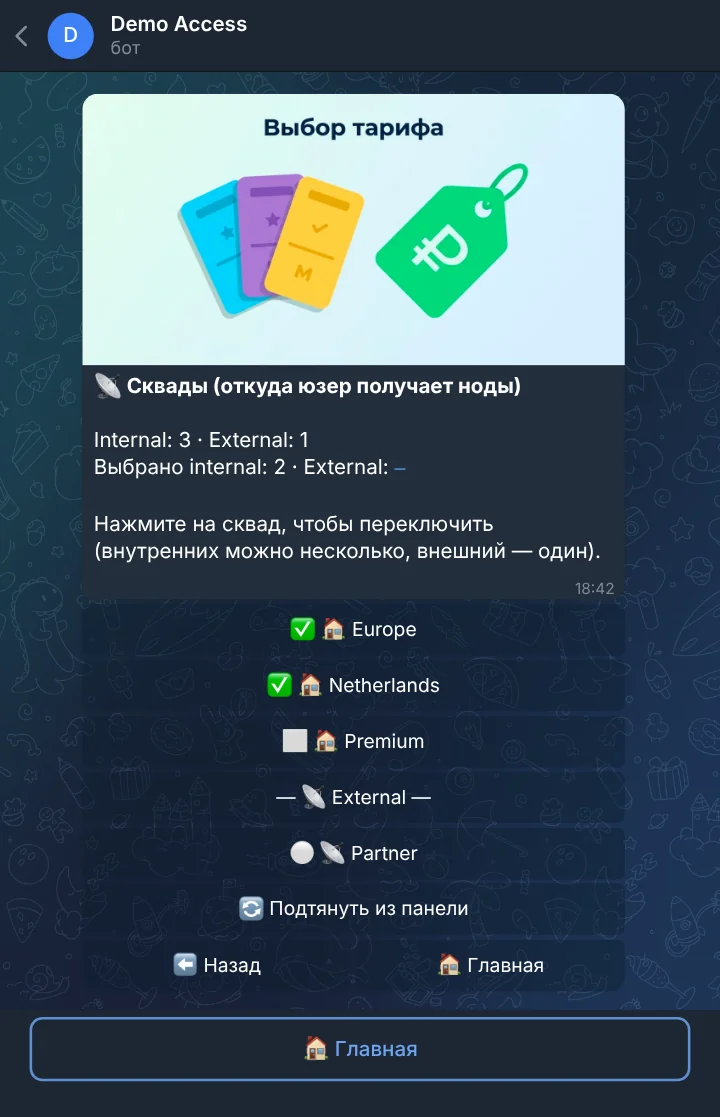 D
Demo Access
бот
Выбор тарифа
M
📡 Сквады (откуда юзер получает ноды)
Internal: 3 · External: 1
Выбрано internal: 2 · External: —
Нажмите на сквад, чтобы переключить
(внутренних можно несколько, внешний — один).
18:42
✅ 🏠 Europe
✅ 🏠 Netherlands
⬜ 🏠 Premium
— 📡 External —
⚪ 📡 Partner
🔄 Подтянуть из панели
⬅️ Назад
🏠 Главная
🏠 Главная